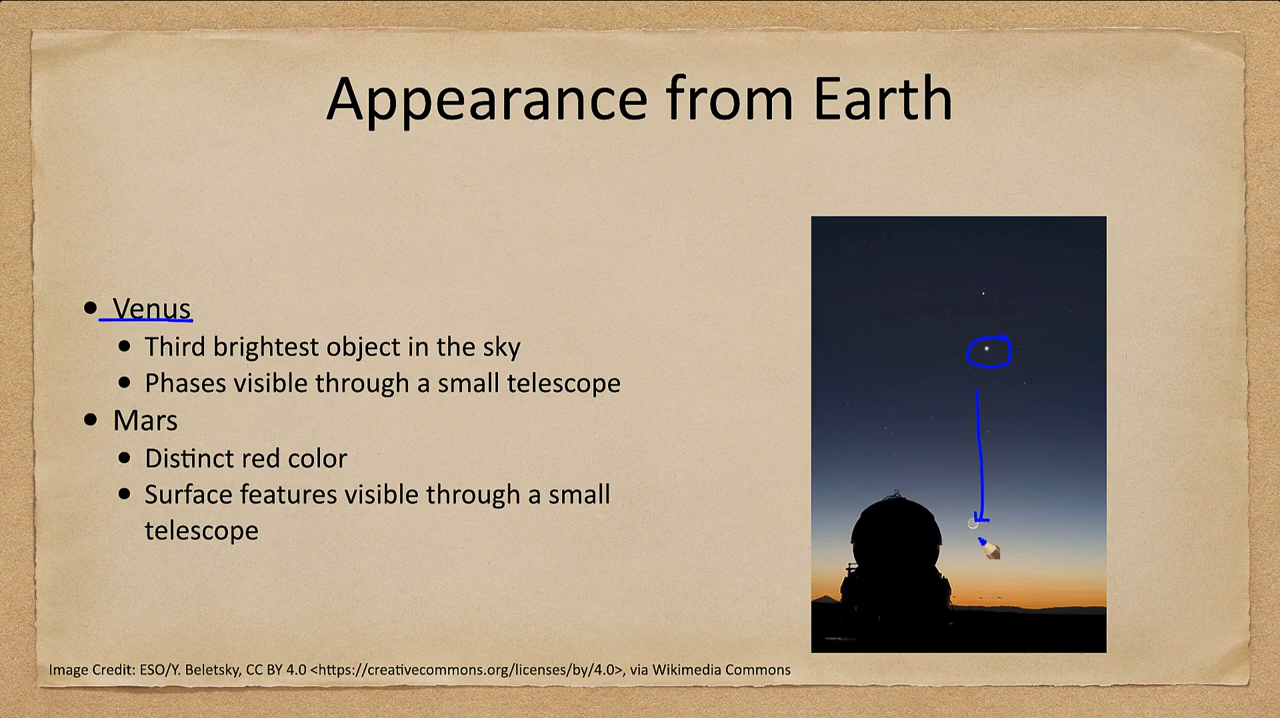 Appearance from Earth
• Venus
• Third brightest object in the sky
• Phases visible through a small telescope
• Mars
• Distinct red color
• Surface features visible through a small
telescope
Image Credit: ESO/Y. Beletsky, CC BY 4.0 <https://creativecommons.org/licenses/by/4.0>, via Wikimedia Commons